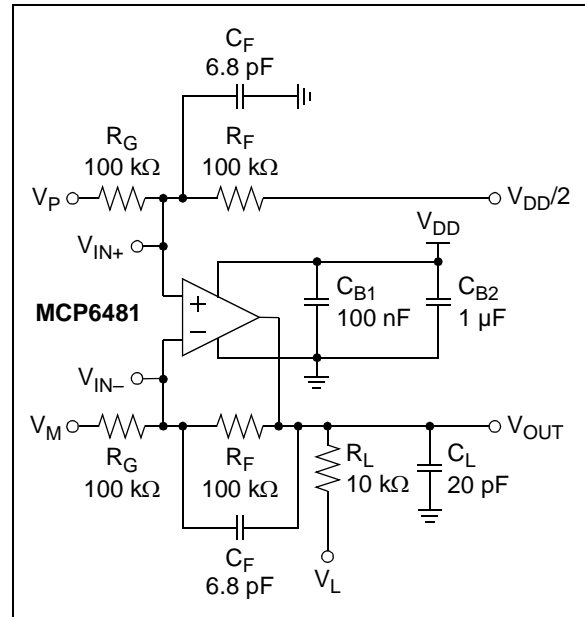 C_F
6.8 pF
R_G
100 kΩ
R_F
100 kΩ
V_P
V_DD/2
V_IN+
V_DD
MCP6481
+
–
C_B1
100 nF
C_B2
1 µF
V_IN–
V_M
V_OUT
R_G
100 kΩ
R_F
100 kΩ
R_L
10 kΩ
C_L
20 pF
C_F
6.8 pF
V_L